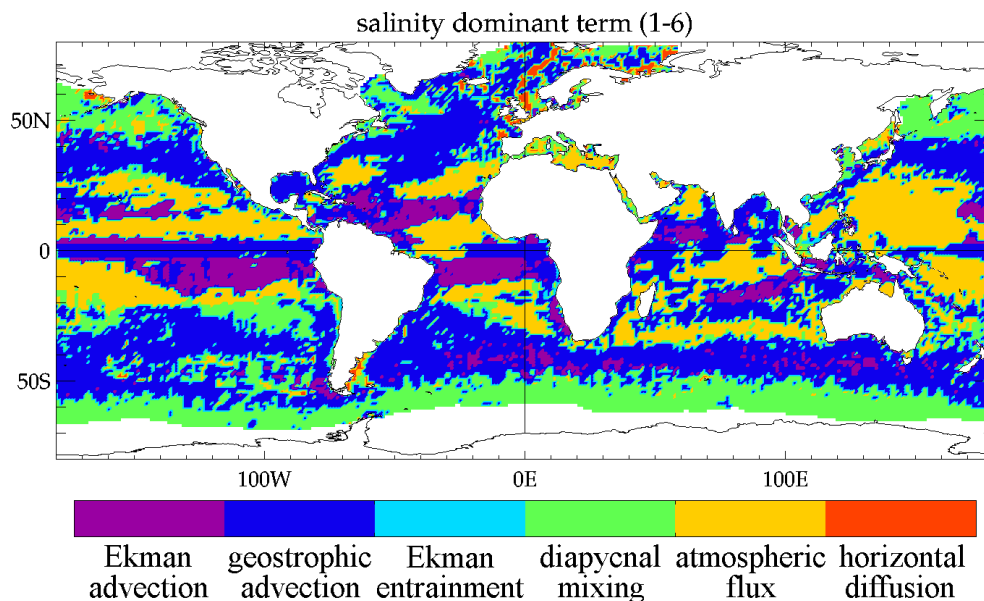 salinity dominant term (1-6)
50N
0
50S
100W
0E
100E
Ekman advection
geostrophic advection
Ekman entrainment
diapycnal mixing
atmospheric flux
horizontal diffusion